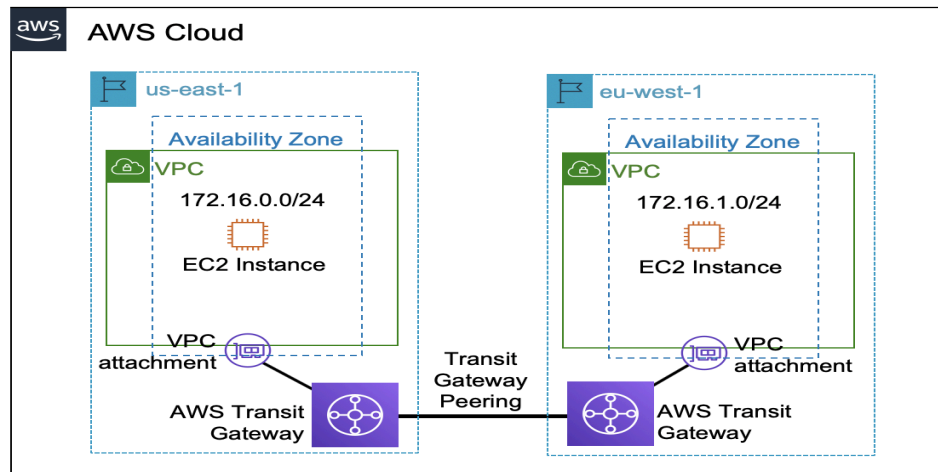 aws
AWS Cloud
us-east-1
Availability Zone
VPC
172.16.0.0/24
EC2 Instance
VPC
attachment
AWS Transit
Gateway
Transit
Gateway
Peering
eu-west-1
Availability Zone
VPC
172.16.1.0/24
EC2 Instance
VPC
attachment
AWS Transit
Gateway